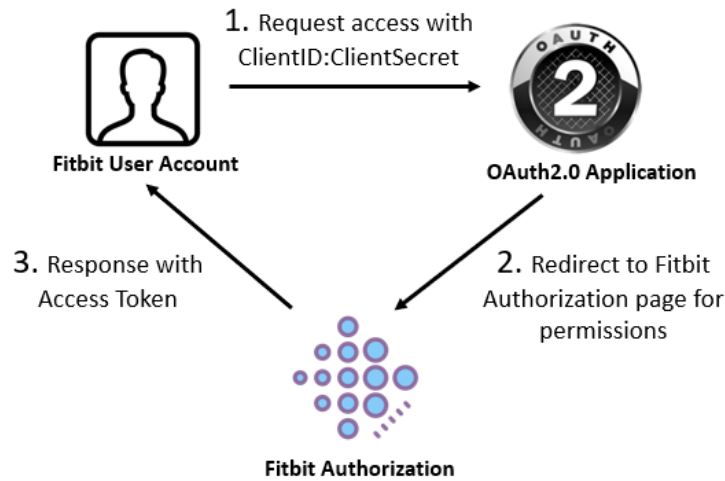 1. Request access with
ClientID:ClientSecret
OAUTH
2
OAUTH
Fitbit User Account
OAuth2.0 Application
3. Response with
Access Token
2. Redirect to Fitbit
Authorization page for
permissions
Fitbit Authorization